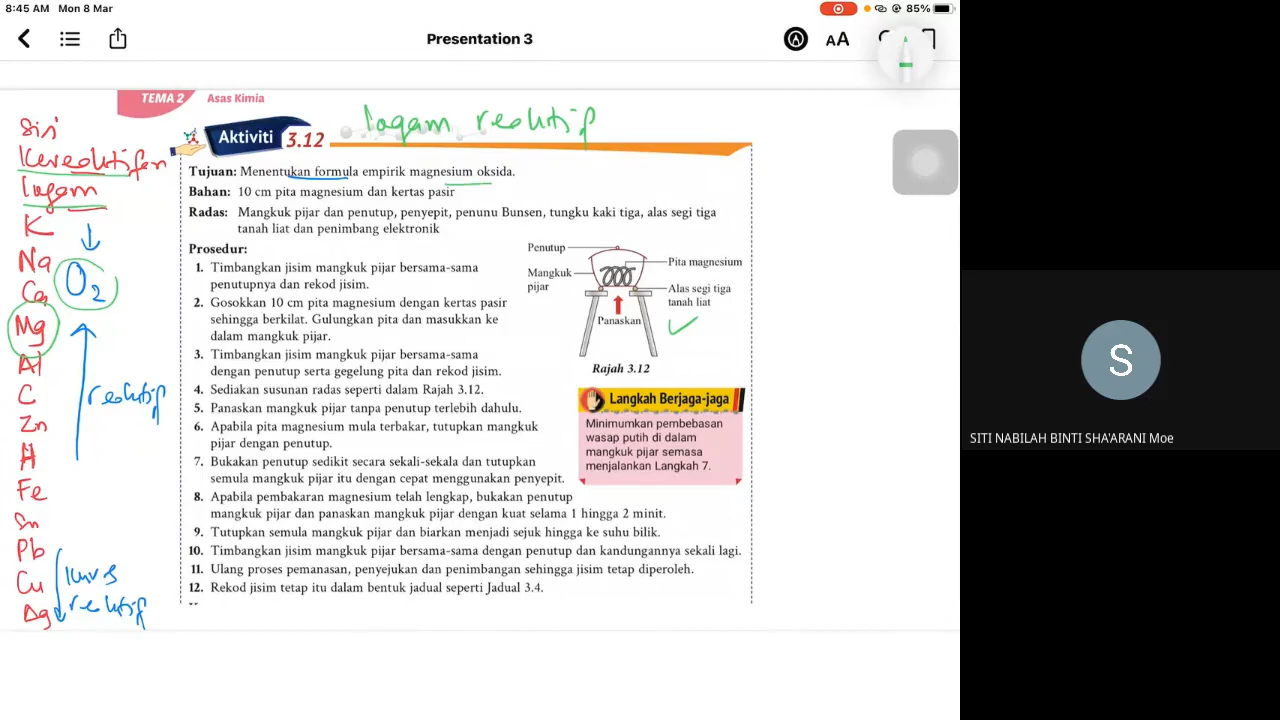 8:45 AM Mon 8 Mar
85%
Presentation 3
AA
TEMA 2 Asas Kimia
Aktiviti 3.12
logam reaktif
Tujuan: Menentukan formula empirik magnesium oksida.
Bahan: 10 cm pita magnesium dan kertas pasir
Radas: Mangkuk pijar dan penutup, penyepit, penunu Bunsen, tungku kaki tiga, alas segi tiga
tanah liat dan penimbang elektronik
Prosedur:
1. Timbangkan jisim mangkuk pijar bersama-sama
penutupnya dan rekod jisim.
2. Gosokkan 10 cm pita magnesium dengan kertas pasir
sehingga berkilat. Gulungkan pita dan masukkan ke
dalam mangkuk pijar.
3. Timbangkan jisim mangkuk pijar bersama-sama
dengan penutup serta gegelung pita dan rekod jisim.
4. Sediakan susunan radas seperti dalam Rajah 3.12.
5. Panaskan mangkuk pijar tanpa penutup terlebih dahulu.
6. Apabila pita magnesium mula terbakar, tutupkan mangkuk
pijar dengan penutup.
7. Bukakan penutup sedikit secara sekali-sekala dan tutupkan
semula mangkuk pijar itu dengan cepat menggunakan penyepit.
8. Apabila pembakaran magnesium telah lengkap, bukakan penutup
mangkuk pijar dan panaskan mangkuk pijar dengan kuat selama 1 hingga 2 minit.
9. Tutupkan semula mangkuk pijar dan biarkan menjadi sejuk hingga ke suhu bilik.
10. Timbangkan jisim mangkuk pijar bersama-sama dengan penutup dan kandungannya sekali lagi.
11. Ulang proses pemanasan, penyejukan dan penimbangan sehingga jisim tetap diperoleh.
12. Rekod jisim tetap itu dalam bentuk jadual seperti Jadual 3.4.
Penutup
Mangkuk
pijar
Pita magnesium
Alas segi tiga
tanah liat
Panaskan
Rajah 3.12
Langkah Berjaga-jaga
Minimumkan pembebasan
wasap putih di dalam
mangkuk pijar semasa
menjalankan Langkah 7.
Siri
Kereaktifan
logam
K
Na
Ca
Mg
Al
C
Zn
H
Fe
Sn
Pb
Cu
Ag
O2
reaktif
kurg
reaktif
S
SITI NABILAH BINTI SHA'ARANI Moe